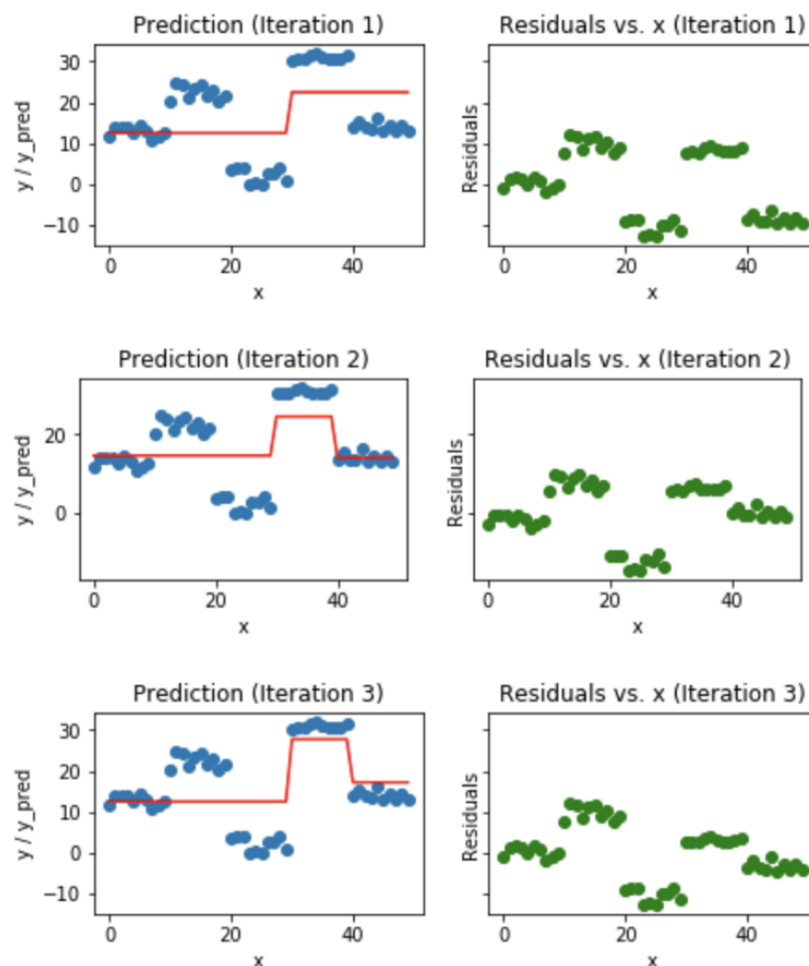 Prediction (Iteration 1)
y / y_pred
30
20
10
0
−10
0 20 40
x
Residuals vs. x (Iteration 1)
Residuals
0 20 40
x
Prediction (Iteration 2)
y / y_pred
20
0
0 20 40
x
Residuals vs. x (Iteration 2)
Residuals
0 20 40
x
Prediction (Iteration 3)
y / y_pred
30
20
10
0
−10
0 20 40
x
Residuals vs. x (Iteration 3)
Residuals
0 20 40
x